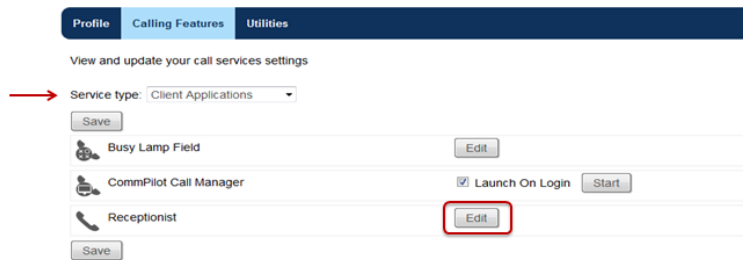 Profile Calling Features Utilities
View and update your call services settings
Service type: Client Applications
Save
Busy Lamp Field Edit
CommPilot Call Manager Launch On Login Start
Receptionist Edit
Save